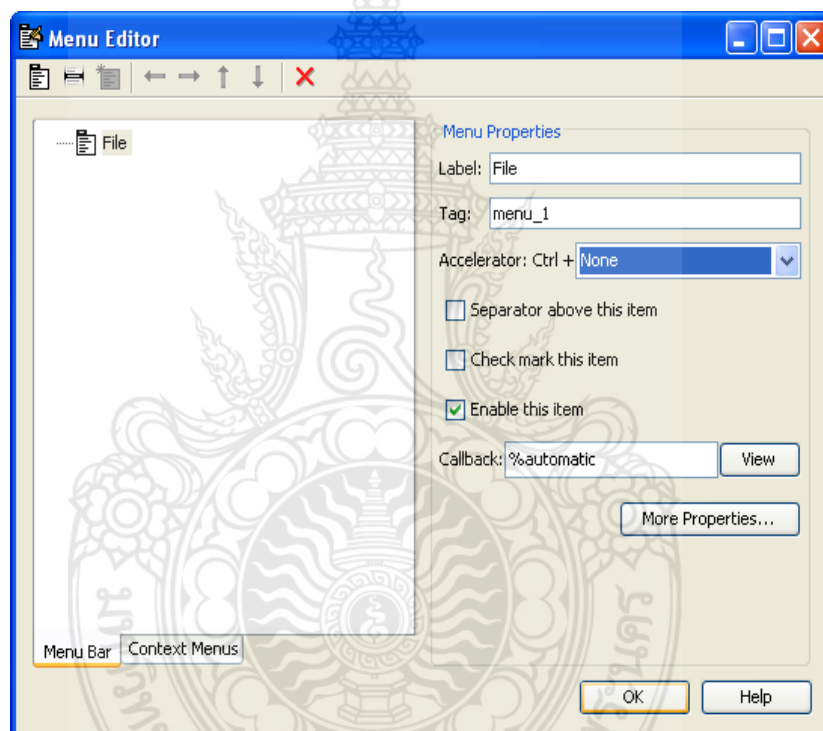 Menu Editor
File
Menu Properties
Label: File
Tag: menu_1
Accelerator: Ctrl + None
Separator above this item
Check mark this item
Enable this item
Callback: %automatic View
More Properties...
Menu Bar Context Menus
OK Help